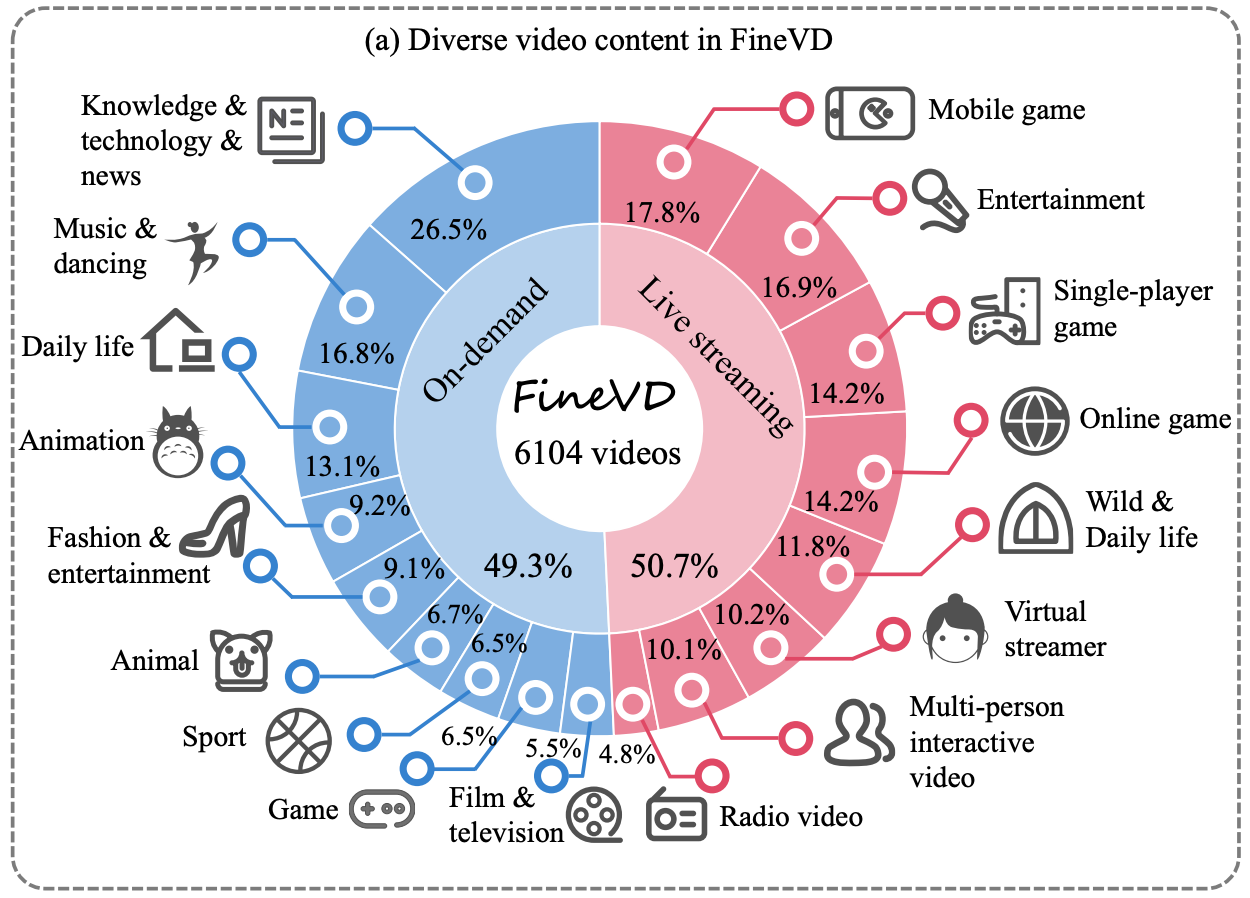 (a) Diverse video content in FineVD
Knowledge &
technology &
news
Music &
dancing
Daily life
Animation
Fashion &
entertainment
Animal
Sport
Game
Film &
television
26.5%
16.8%
13.1%
9.2%
9.1%
6.7%
6.5%
6.5%
5.5%
On-demand
49.3%
FineVD
6104 videos
Live streaming
50.7%
17.8%
16.9%
14.2%
14.2%
11.8%
10.2%
10.1%
4.8%
Mobile game
Entertainment
Single-player
game
Online game
Wild &
Daily life
Virtual
streamer
Multi-person
interactive
video
Radio video
N